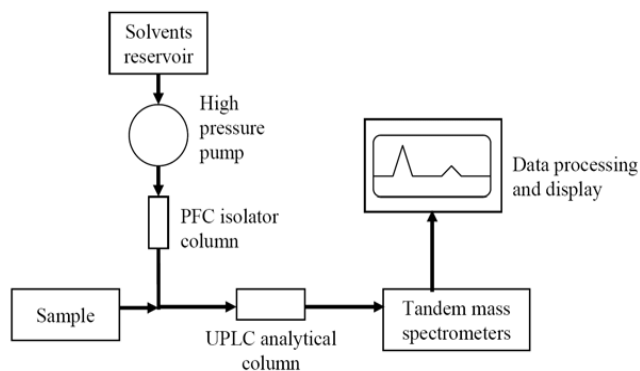 Solvents
reservoir
High
pressure
pump
PFC isolator
column
Data processing
and display
Sample
UPLC analytical
column
Tandem mass
spectrometers